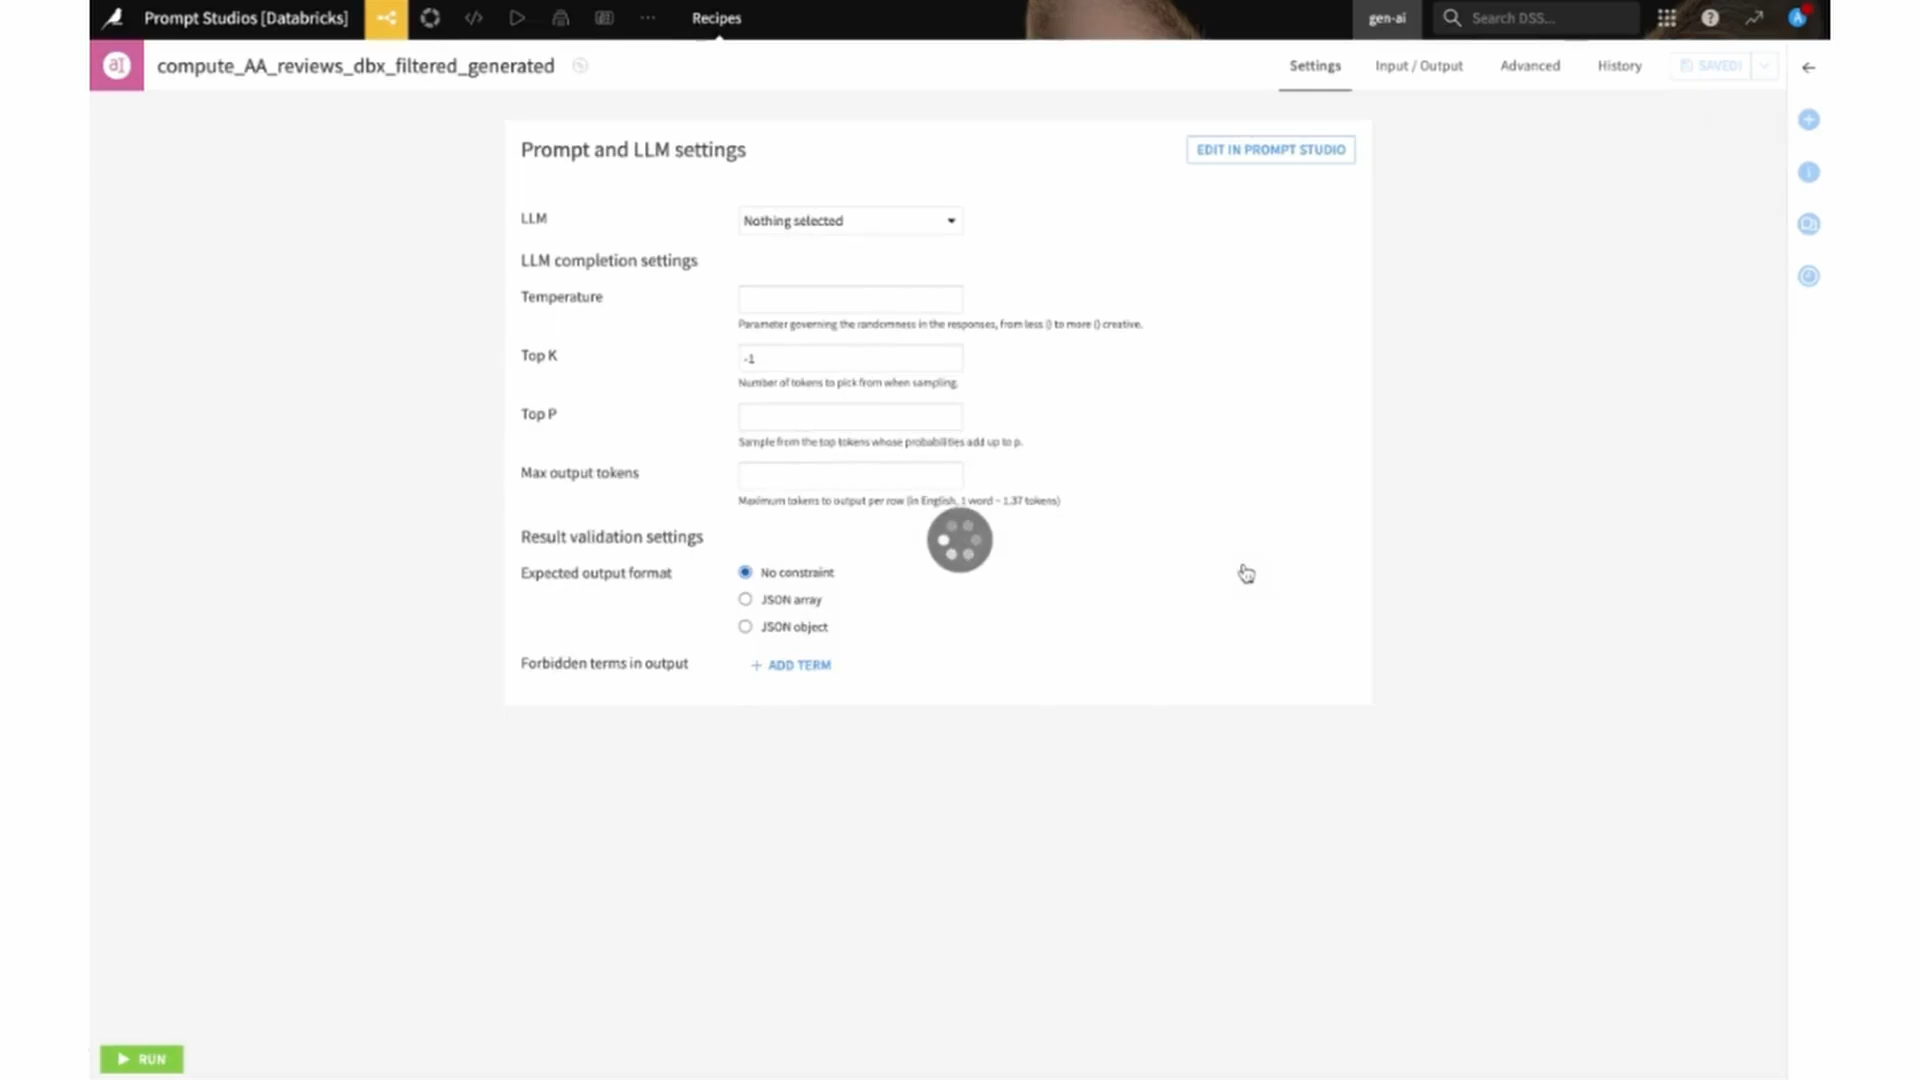 Prompt Studios [Databricks]
Recipes
gen-ai
Search DSS...
compute_AA_reviews_dbx_filtered_generated
Settings
Input / Output
Advanced
History
SAVED!
Prompt and LLM settings
EDIT IN PROMPT STUDIO
LLM
Nothing selected
LLM completion settings
Temperature
Parameter governing the randomness in the responses, from less () to more () creative.
Top K
-1
Number of tokens to pick from when sampling.
Top P
Sample from the top tokens whose probabilities add up to p.
Max output tokens
Maximum tokens to output per row (in English, 1 word ~ 1.37 tokens)
Result validation settings
Expected output format
No constraint
JSON array
JSON object
Forbidden terms in output
+ ADD TERM
RUN